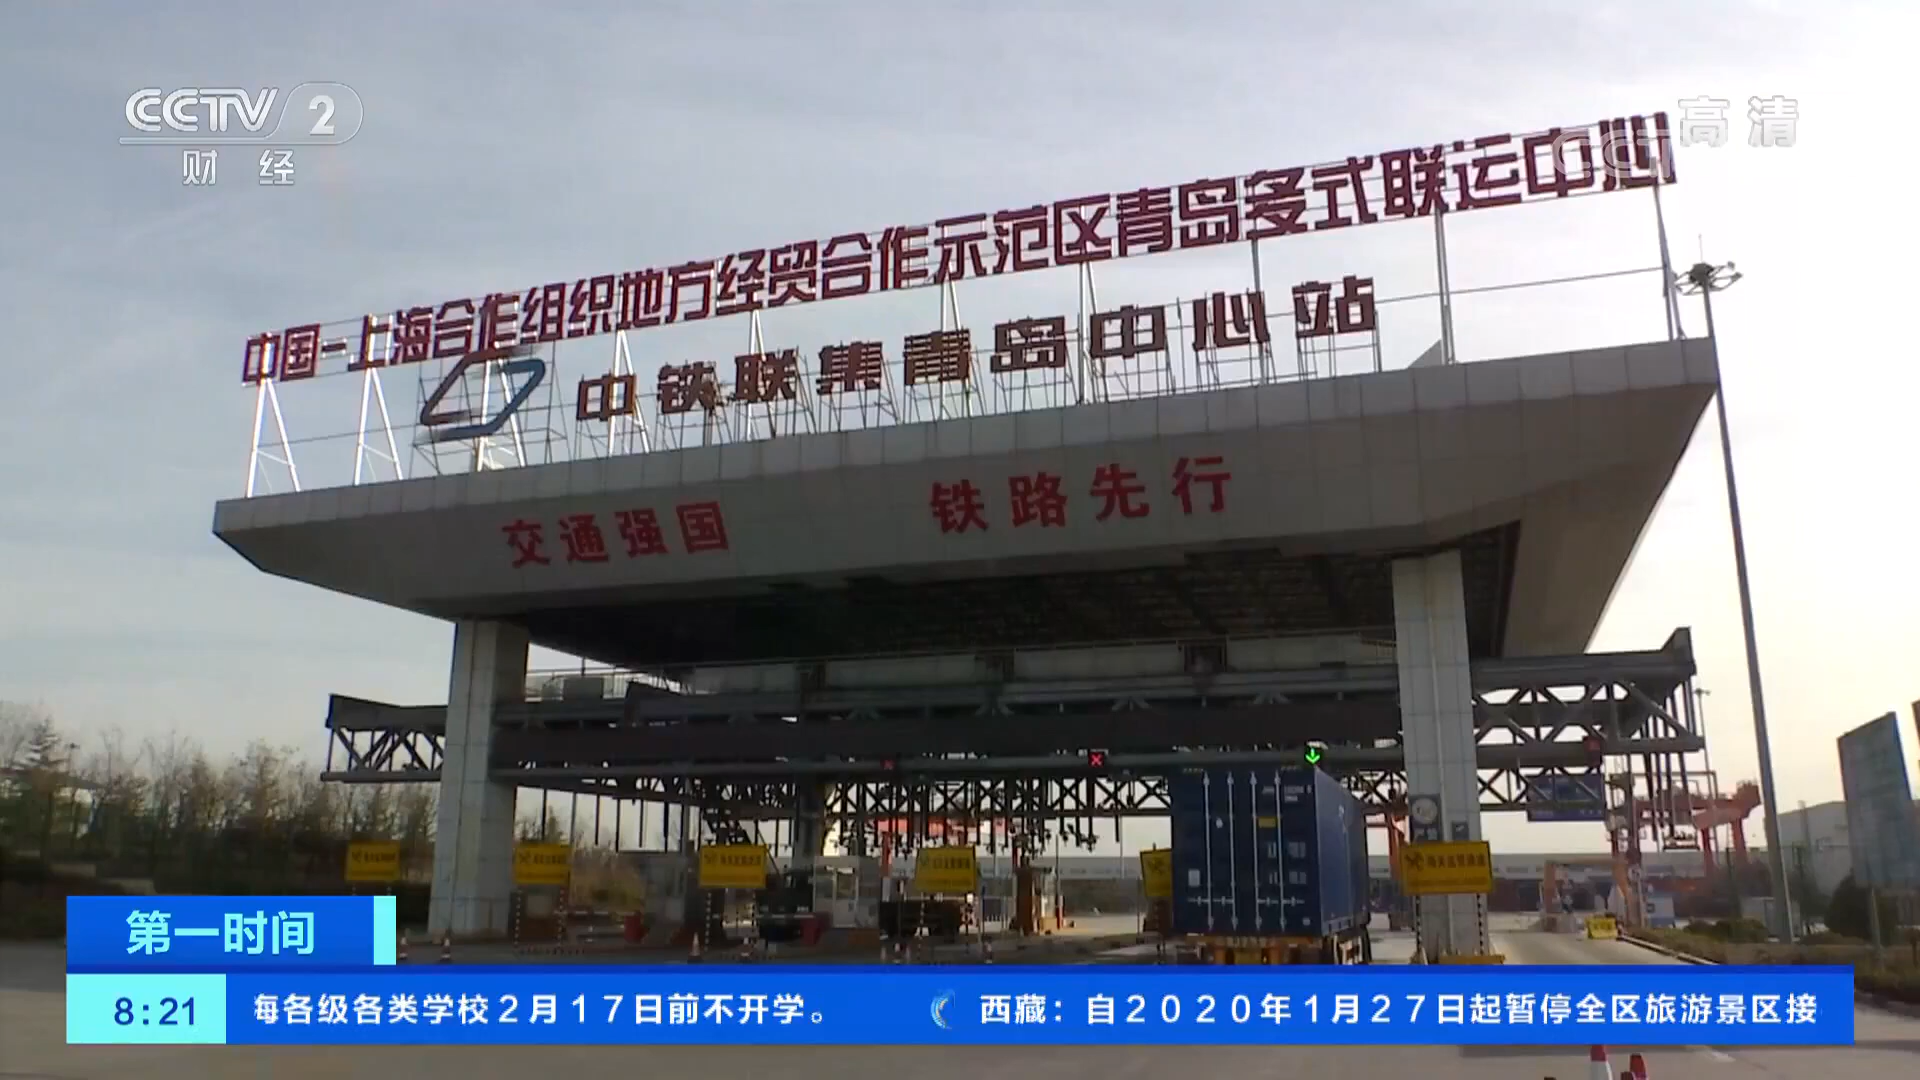 CCTV 2
财 经
高清
CCT
中国-上海合作组织地方经贸合作示范区青岛多式联运中心
中铁联集青岛中心站
交通强国 铁路先行
第一时间
8:21
每各级各类学校2月17日前不开学。 西藏：自2020年1月27日起暂停全区旅游景区接